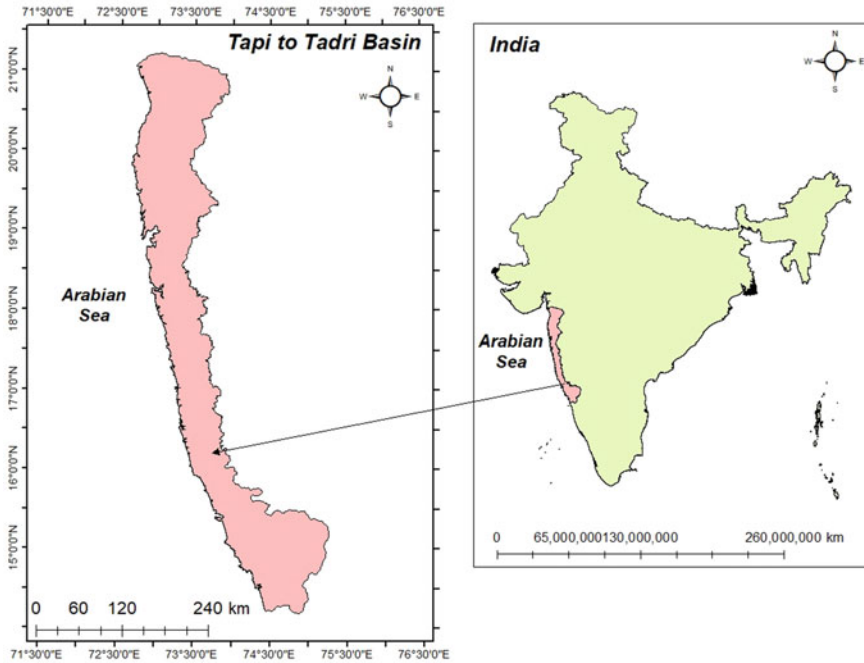 71°30'0"E 72°30'0"E 73°30'0"E 74°30'0"E 75°30'0"E 76°30'0"E
Tapi to Tadri Basin
N
W E
S
21°0'0"N
20°0'0"N
19°0'0"N
18°0'0"N
17°0'0"N
16°0'0"N
15°0'0"N
Arabian
Sea
0 60 120 240 km
71°30'0"E 72°30'0"E 73°30'0"E 74°30'0"E 75°30'0"E 76°30'0"E
India
N
W E
S
Arabian
Sea
0 65,000,000130,000,000 260,000,000 km